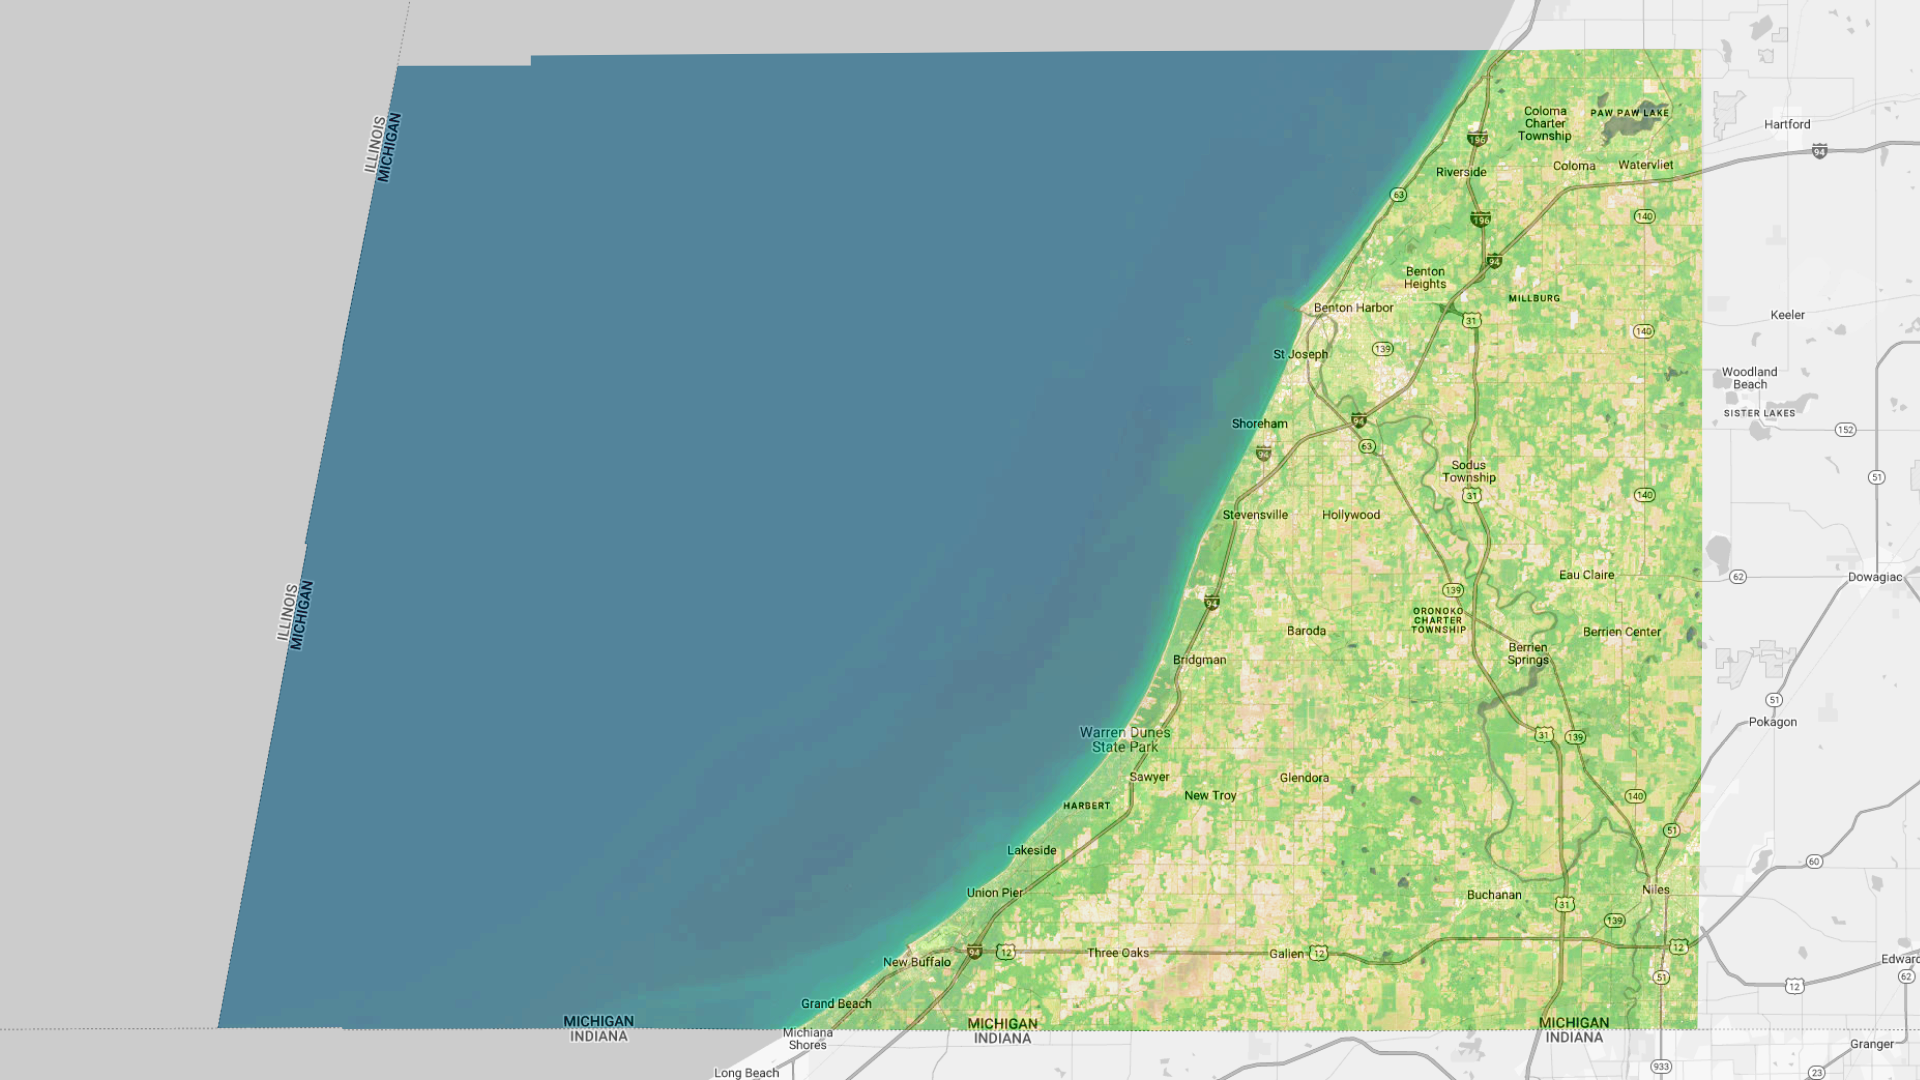 Coloma
Charter
Township
PAW PAW LAKE
Hartford
ILLINOIS
MICHIGAN
196
94
Riverside
Coloma
Watervliet
63
196
140
94
Benton
Heights
MILLBURG
Benton Harbor
31
Keeler
140
St Joseph
139
Woodland
Beach
SISTER LAKES
Shoreham
94
152
94
63
Sodus
Township
51
31
140
Stevensville
Hollywood
Eau Claire
62
Dowagiac
ILLINOIS
MICHIGAN
94
139
ORONOKO
CHARTER
TOWNSHIP
Baroda
Berrien Center
Berrien
Springs
Bridgman
51
Pokagon
Warren Dunes
State Park
31
139
Sawyer
Glendora
New Troy
140
HARBERT
51
Lakeside
60
Union Pier
Buchanan
Niles
31
139
New Buffalo
94
12
Three Oaks
Galien
12
12
Edward
62
51
12
Grand Beach
MICHIGAN
INDIANA
Michiana
Shores
MICHIGAN
INDIANA
MICHIGAN
INDIANA
Granger
933
Long Beach
23